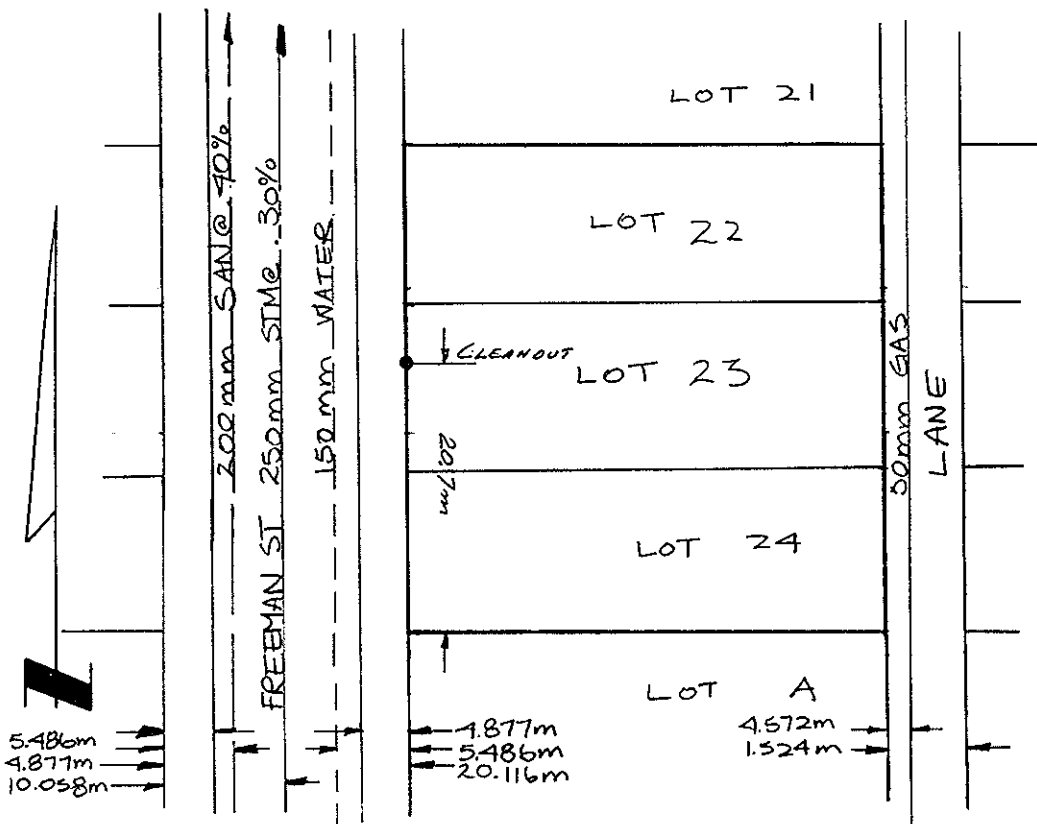 LOT 21
200mm SAN @ .40%
FREEMAN ST 250mm STM @ .30%
150mm WATER
LOT 22
CLEANOUT
LOT 23
50mm GAS
LANE
20.7m
LOT 24
LOT A
5.486m
4.877m
10.058m
4.877m
5.486m
20.116m
4.572m
1.524m
N